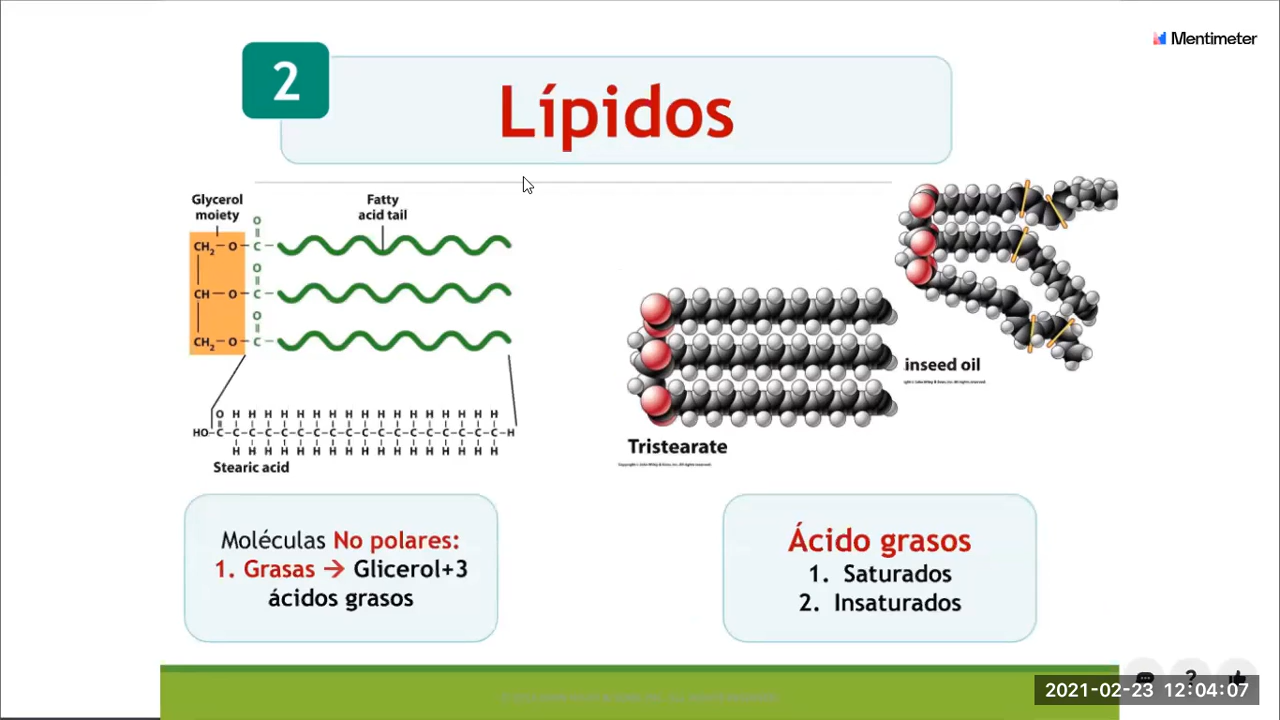 Mentimeter
2
Lípidos
Glycerol
moiety
Fatty
acid tail
O
CH2 – O – C
O
CH – O – C
O
CH2 – O – C
O H H H H H H H H H H H H H H H H H
HO–C–C–C–C–C–C–C–C–C–C–C–C–C–C–C–C–C–C–H
H H H H H H H H H H H H H H H H H
Stearic acid
Tristearate
inseed oil
Moléculas No polares:
1. Grasas → Glicerol+3
ácidos grasos
Ácido grasos
1. Saturados
2. Insaturados
2021-02-23 12:04:07